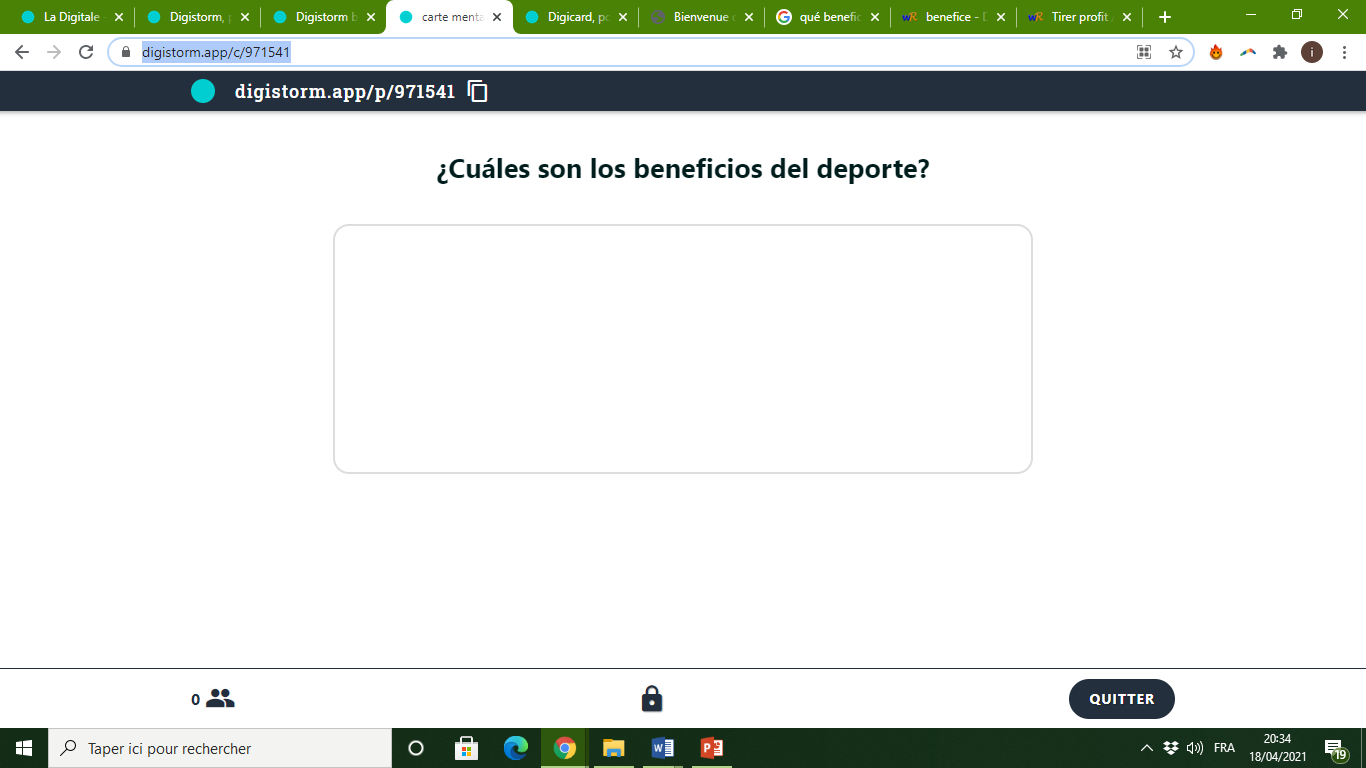 La Digitale
Digistorm,
Digistorm b
carte menta
Digicard, po
Bienvenue
qué benefic
benefice - D
Tirer profit
digistorm.app/c/971541
i
digistorm.app/p/971541
¿Cuáles son los beneficios del deporte?
0
QUITTER
Taper ici pour rechercher
FRA
20:34
18/04/2021
19